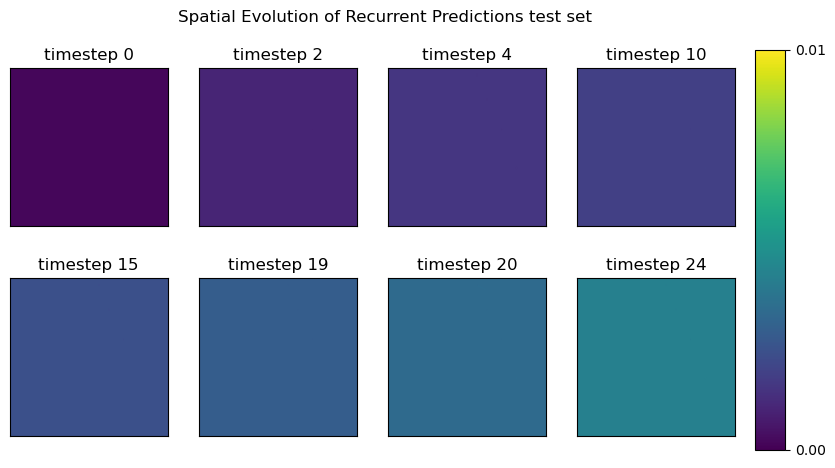 Spatial Evolution of Recurrent Predictions test set
timestep 0
timestep 2
timestep 4
timestep 10
0.01
timestep 15
timestep 19
timestep 20
timestep 24
0.00